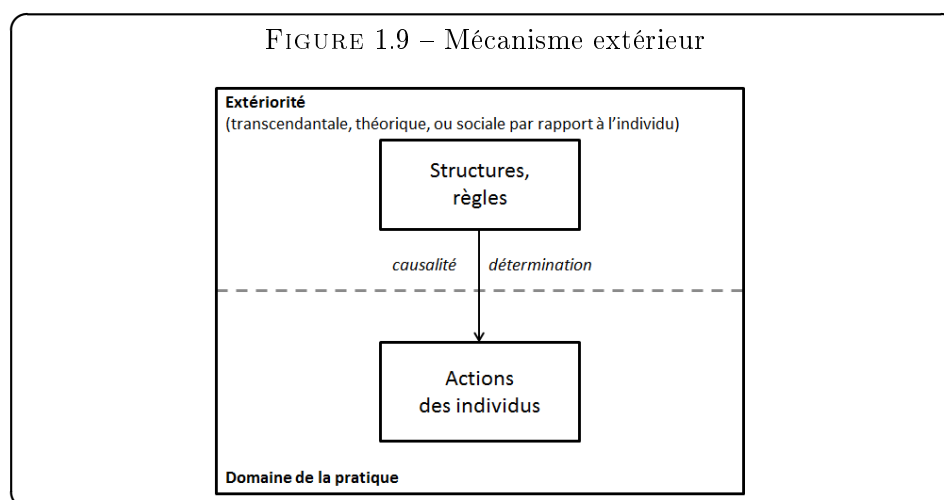 FIGURE 1.9 – Mécanisme extérieur
Extériorité
(transcendantale, théorique, ou sociale par rapport à l'individu)
Structures,
règles
causalité détermination
Actions
des individus
Domaine de la pratique